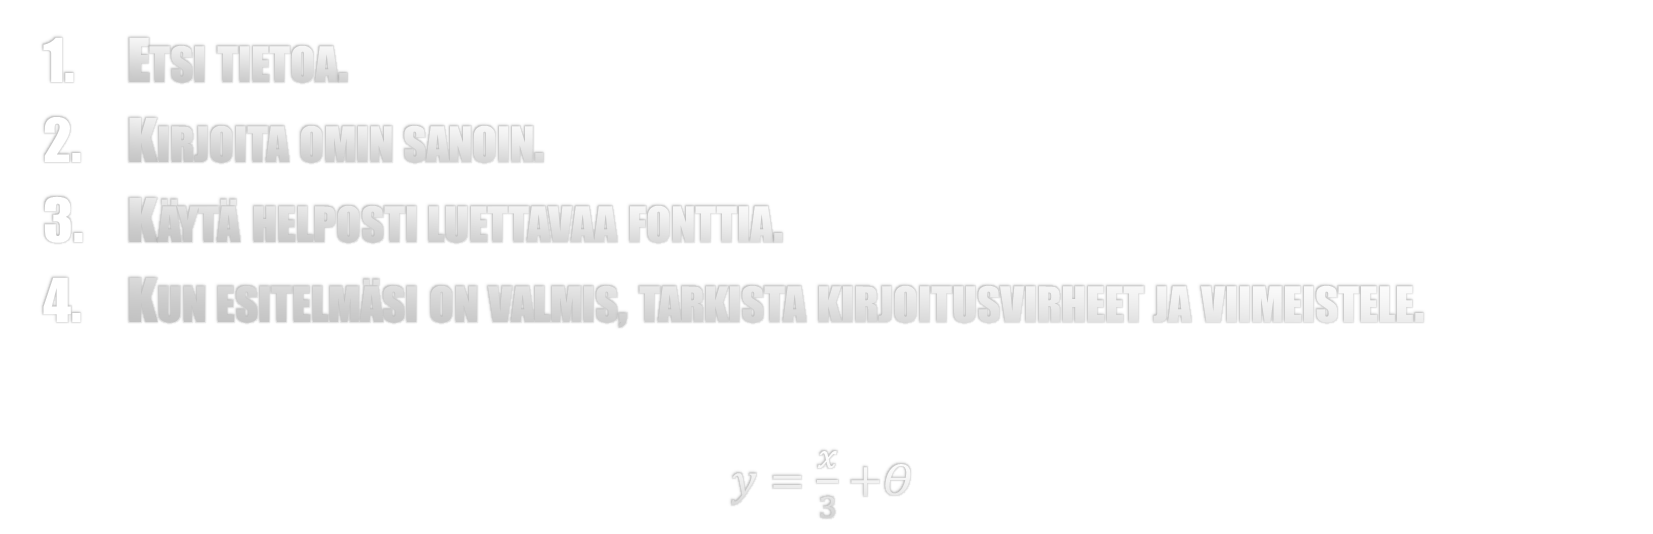 1. Etsi tietoa.
2. Kirjoita omin sanoin.
3. Käytä helposti luettavaa fonttia.
4. Kun esitelmäsi on valmis, tarkista kirjoitusvirheet ja viimeistele.
y = x/3 + θ